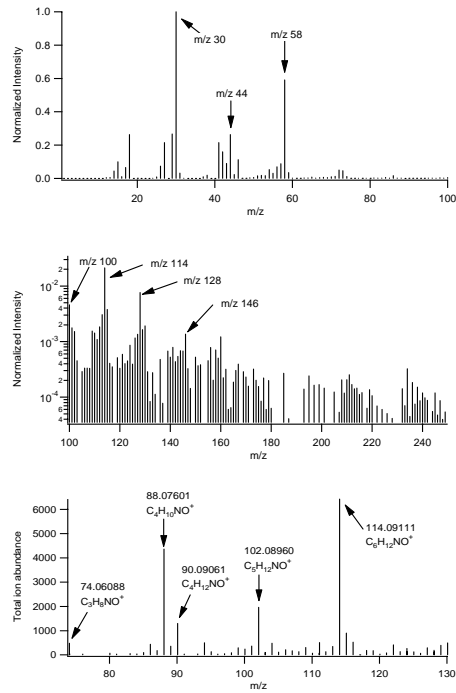 Normalized Intensity
1.0
0.8
0.6
0.4
0.2
0.0
m/z 30
m/z 44
m/z 58
20
40
60
80
100
m/z
Normalized Intensity
2
10⁻²
6
4
2
10⁻³
6
4
2
10⁻⁴
6
4
m/z 100
m/z 114
m/z 128
m/z 146
100
120
140
160
180
200
220
240
m/z
Total ion abundance
6000
5000
4000
3000
2000
1000
0
74.06088
C₃H₈NO⁺
88.07601
C₄H₁₀NO⁺
90.09061
C₄H₁₂NO⁺
102.08960
C₅H₁₂NO⁺
114.09111
C₆H₁₂NO⁺
80
90
100
110
120
130
m/z